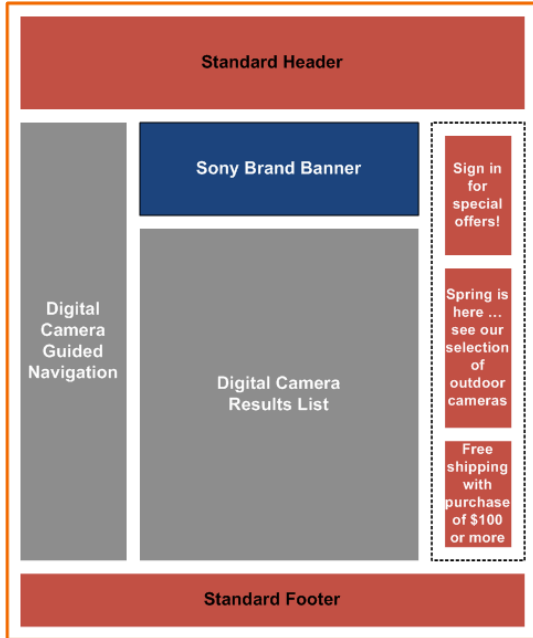 Standard Header
Sony Brand Banner
Sign in
for
special
offers!
Digital
Camera
Guided
Navigation
Digital Camera
Results List
Spring is
here ...
see our
selection
of
outdoor
cameras
Free
shipping
with
purchase
of $100
or more
Standard Footer